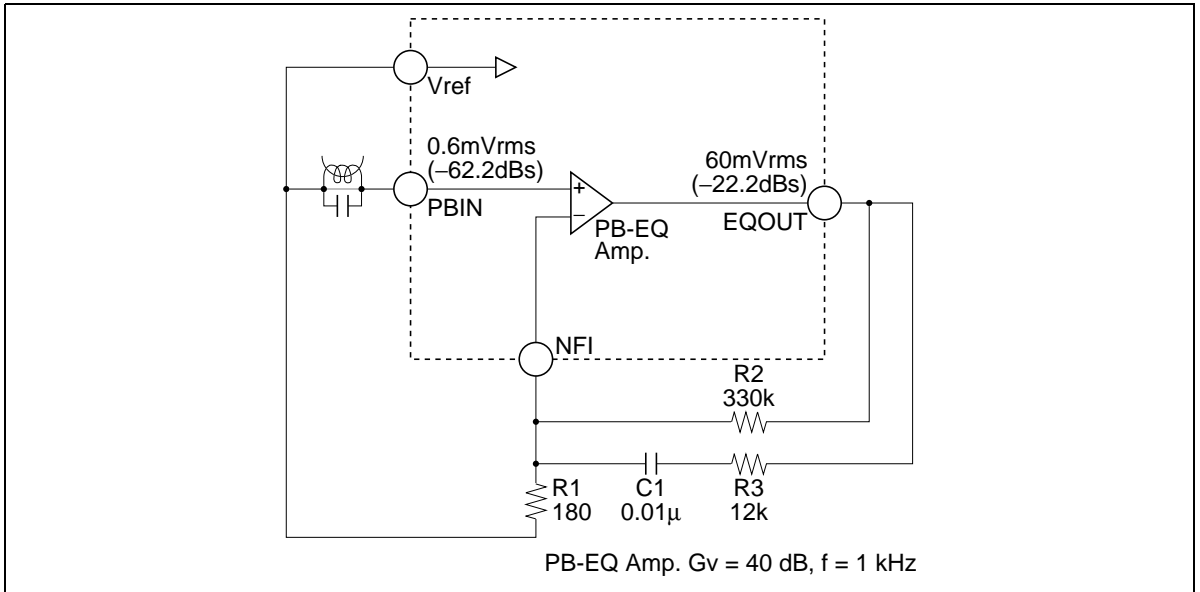 Vref
0.6mVrms
(−62.2dBs)
PBIN
+
−
PB-EQ
Amp.
60mVrms
(−22.2dBs)
EQOUT
NFI
R2
330k
R1
180
C1
0.01μ
R3
12k
PB-EQ Amp. Gv = 40 dB, f = 1 kHz